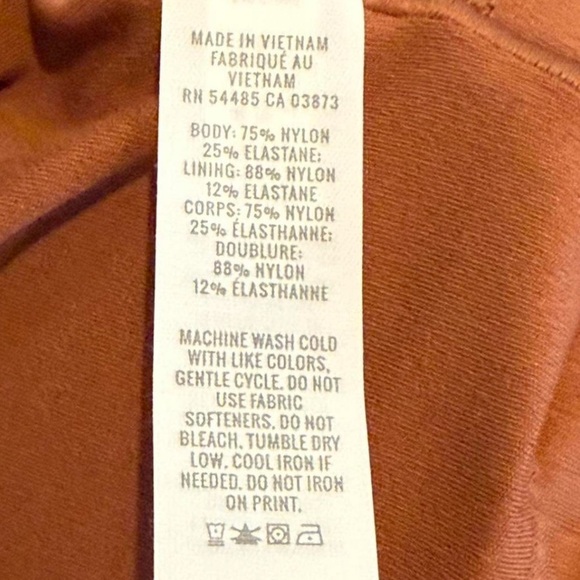 MADE IN VIETNAM
FABRIQUÉ AU
VIETNAM
RN 54485 CA 03873
BODY: 75% NYLON
25% ELASTANE;
LINING: 88% NYLON
12% ELASTANE
CORPS: 75% NYLON
25% ÉLASTHANNE;
DOUBLURE:
88% NYLON
12% ÉLASTHANNE
MACHINE WASH COLD
WITH LIKE COLORS,
GENTLE CYCLE. DO NOT
USE FABRIC
SOFTENERS. DO NOT
BLEACH. TUMBLE DRY
LOW. COOL IRON IF
NEEDED. DO NOT IRON
ON PRINT.